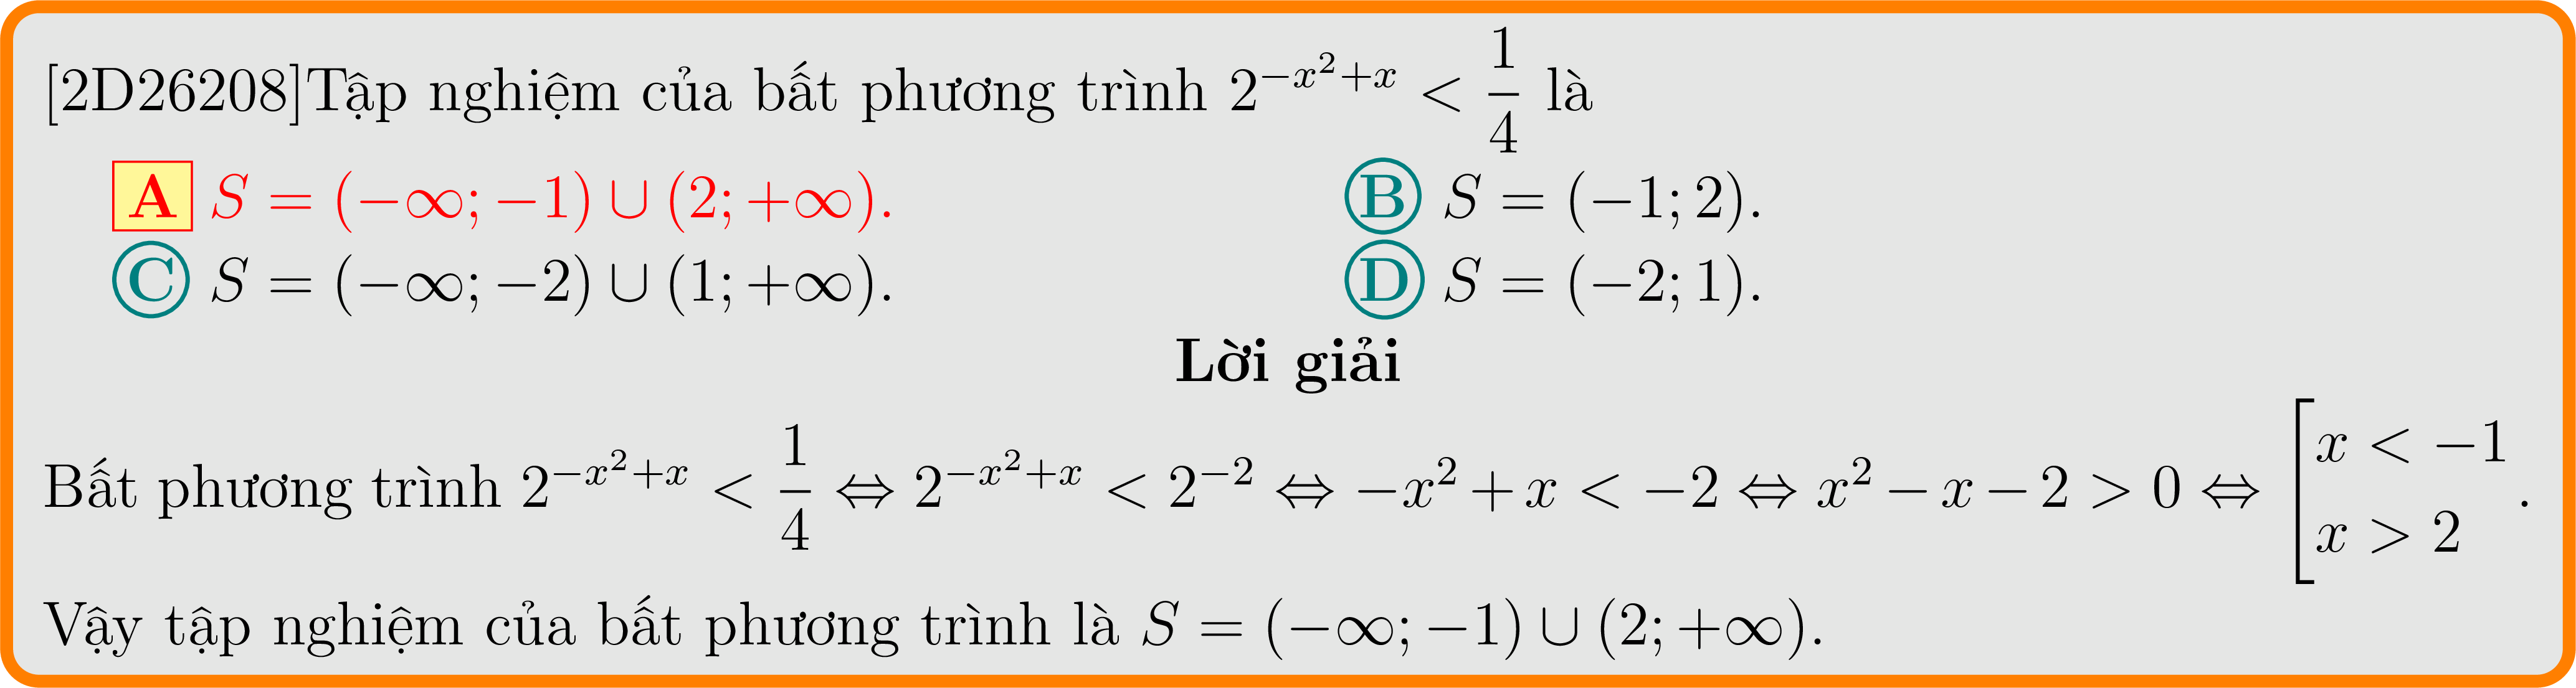 [2D26208]Tập nghiệm của bất phương trình $2^{-x^2+x} < \dfrac{1}{4}$ là
A $S = (-\infty; -1) \cup (2; +\infty)$. B $S = (-1; 2)$.
C $S = (-\infty; -2) \cup (1; +\infty)$. D $S = (-2; 1)$.
Lời giải
Bất phương trình $2^{-x^2+x} < \dfrac{1}{4} \Leftrightarrow 2^{-x^2+x} < 2^{-2} \Leftrightarrow -x^2 + x < -2 \Leftrightarrow x^2 - x - 2 > 0 \Leftrightarrow \left[\begin{array}{l} x < -1 \\ x > 2 \end{array}\right.$.
Vậy tập nghiệm của bất phương trình là $S = (-\infty; -1) \cup (2; +\infty)$.